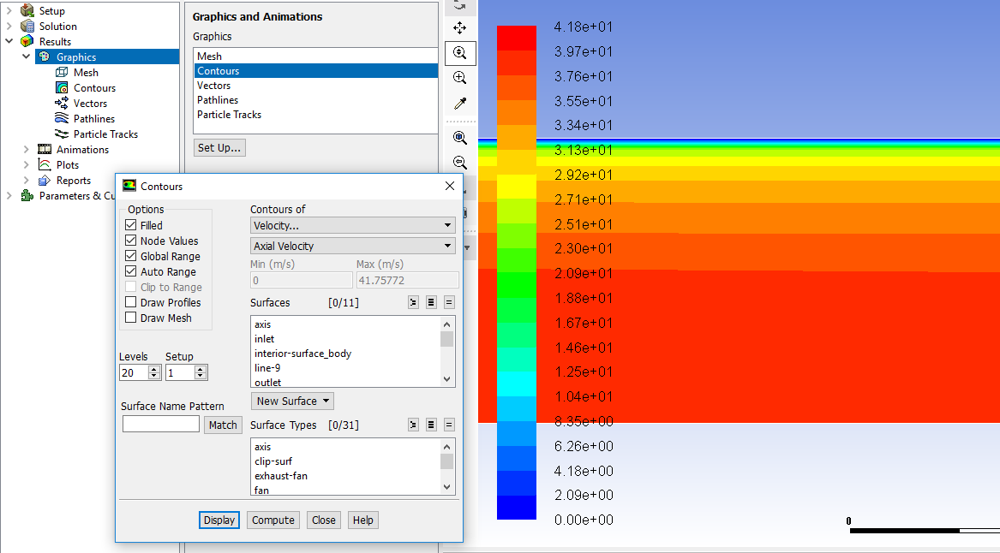 Setup
Solution
Results
Graphics
Mesh
Contours
Vectors
Pathlines
Particle Tracks
Animations
Plots
Reports
Parameters & Cu
Graphics and Animations
Graphics
Mesh
Contours
Vectors
Pathlines
Particle Tracks
Set Up...
Contours
Options
Filled
Node Values
Global Range
Auto Range
Clip to Range
Draw Profiles
Draw Mesh
Levels Setup
20 1
Surface Name Pattern
Match
Contours of
Velocity...
Axial Velocity
Min (m/s) Max (m/s)
0 41.75772
Surfaces [0/11]
axis
inlet
interior-surface_body
line-9
outlet
New Surface
Surface Types [0/31]
axis
clip-surf
exhaust-fan
fan
Display Compute Close Help
4.18e+01
3.97e+01
3.76e+01
3.55e+01
3.34e+01
3.13e+01
2.92e+01
2.71e+01
2.51e+01
2.30e+01
2.09e+01
1.88e+01
1.67e+01
1.46e+01
1.25e+01
1.04e+01
8.35e+00
6.26e+00
4.18e+00
2.09e+00
0.00e+00
0